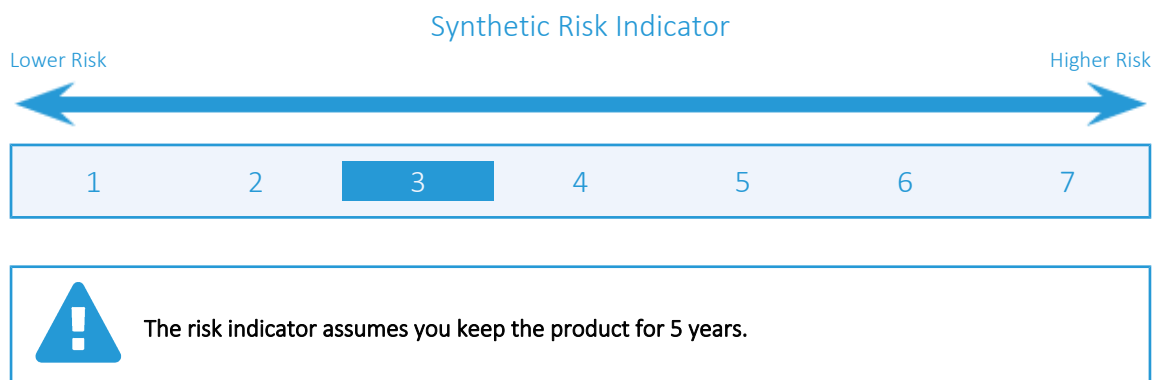 Synthetic Risk Indicator
Lower Risk Higher Risk
1 2 3 4 5 6 7
The risk indicator assumes you keep the product for 5 years.